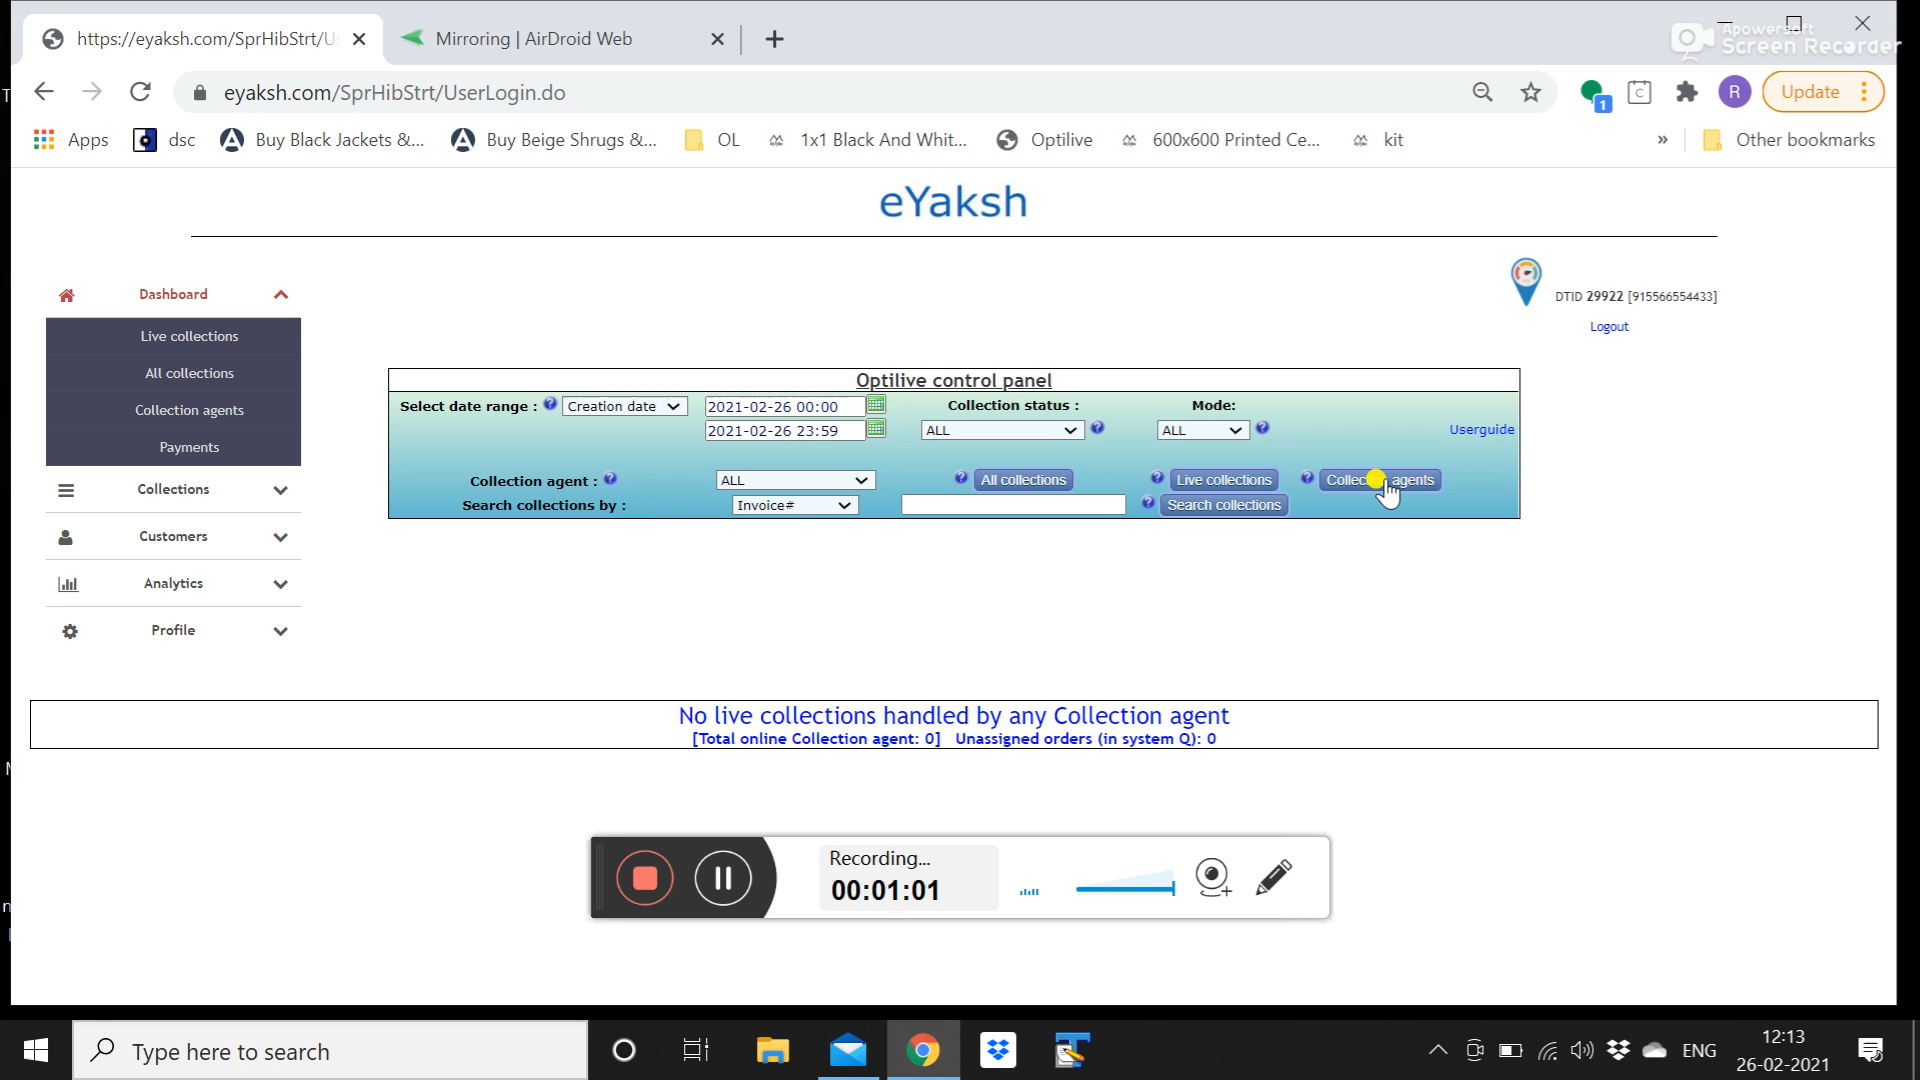 https://eyaksh.com/SprHibStrt/U
Mirroring | AirDroid Web
Apowersoft
Screen Recorder
eyaksh.com/SprHibStrt/UserLogin.do
1
C
R
Update
Apps
dsc
Buy Black Jackets &...
Buy Beige Shrugs &...
OL
1x1 Black And Whit...
Optilive
600x600 Printed Ce...
kit
»
Other bookmarks
eYaksh
DTID 29922 [915566554433]
Logout
Dashboard
Live collections
All collections
Collection agents
Payments
Collections
Customers
Analytics
Profile
Optilive control panel
Select date range : ? Creation date 2021-02-26 00:00 Collection status : Mode:
2021-02-26 23:59 ALL ? ALL ? Userguide
Collection agent : ? ALL ? All collections ? Live collections ? Collec agents
Search collections by : Invoice# ? Search collections
No live collections handled by any Collection agent
[Total online Collection agent: 0] Unassigned orders (in system Q): 0
Recording...
00:01:01
Type here to search
ENG
12:13
26-02-2021